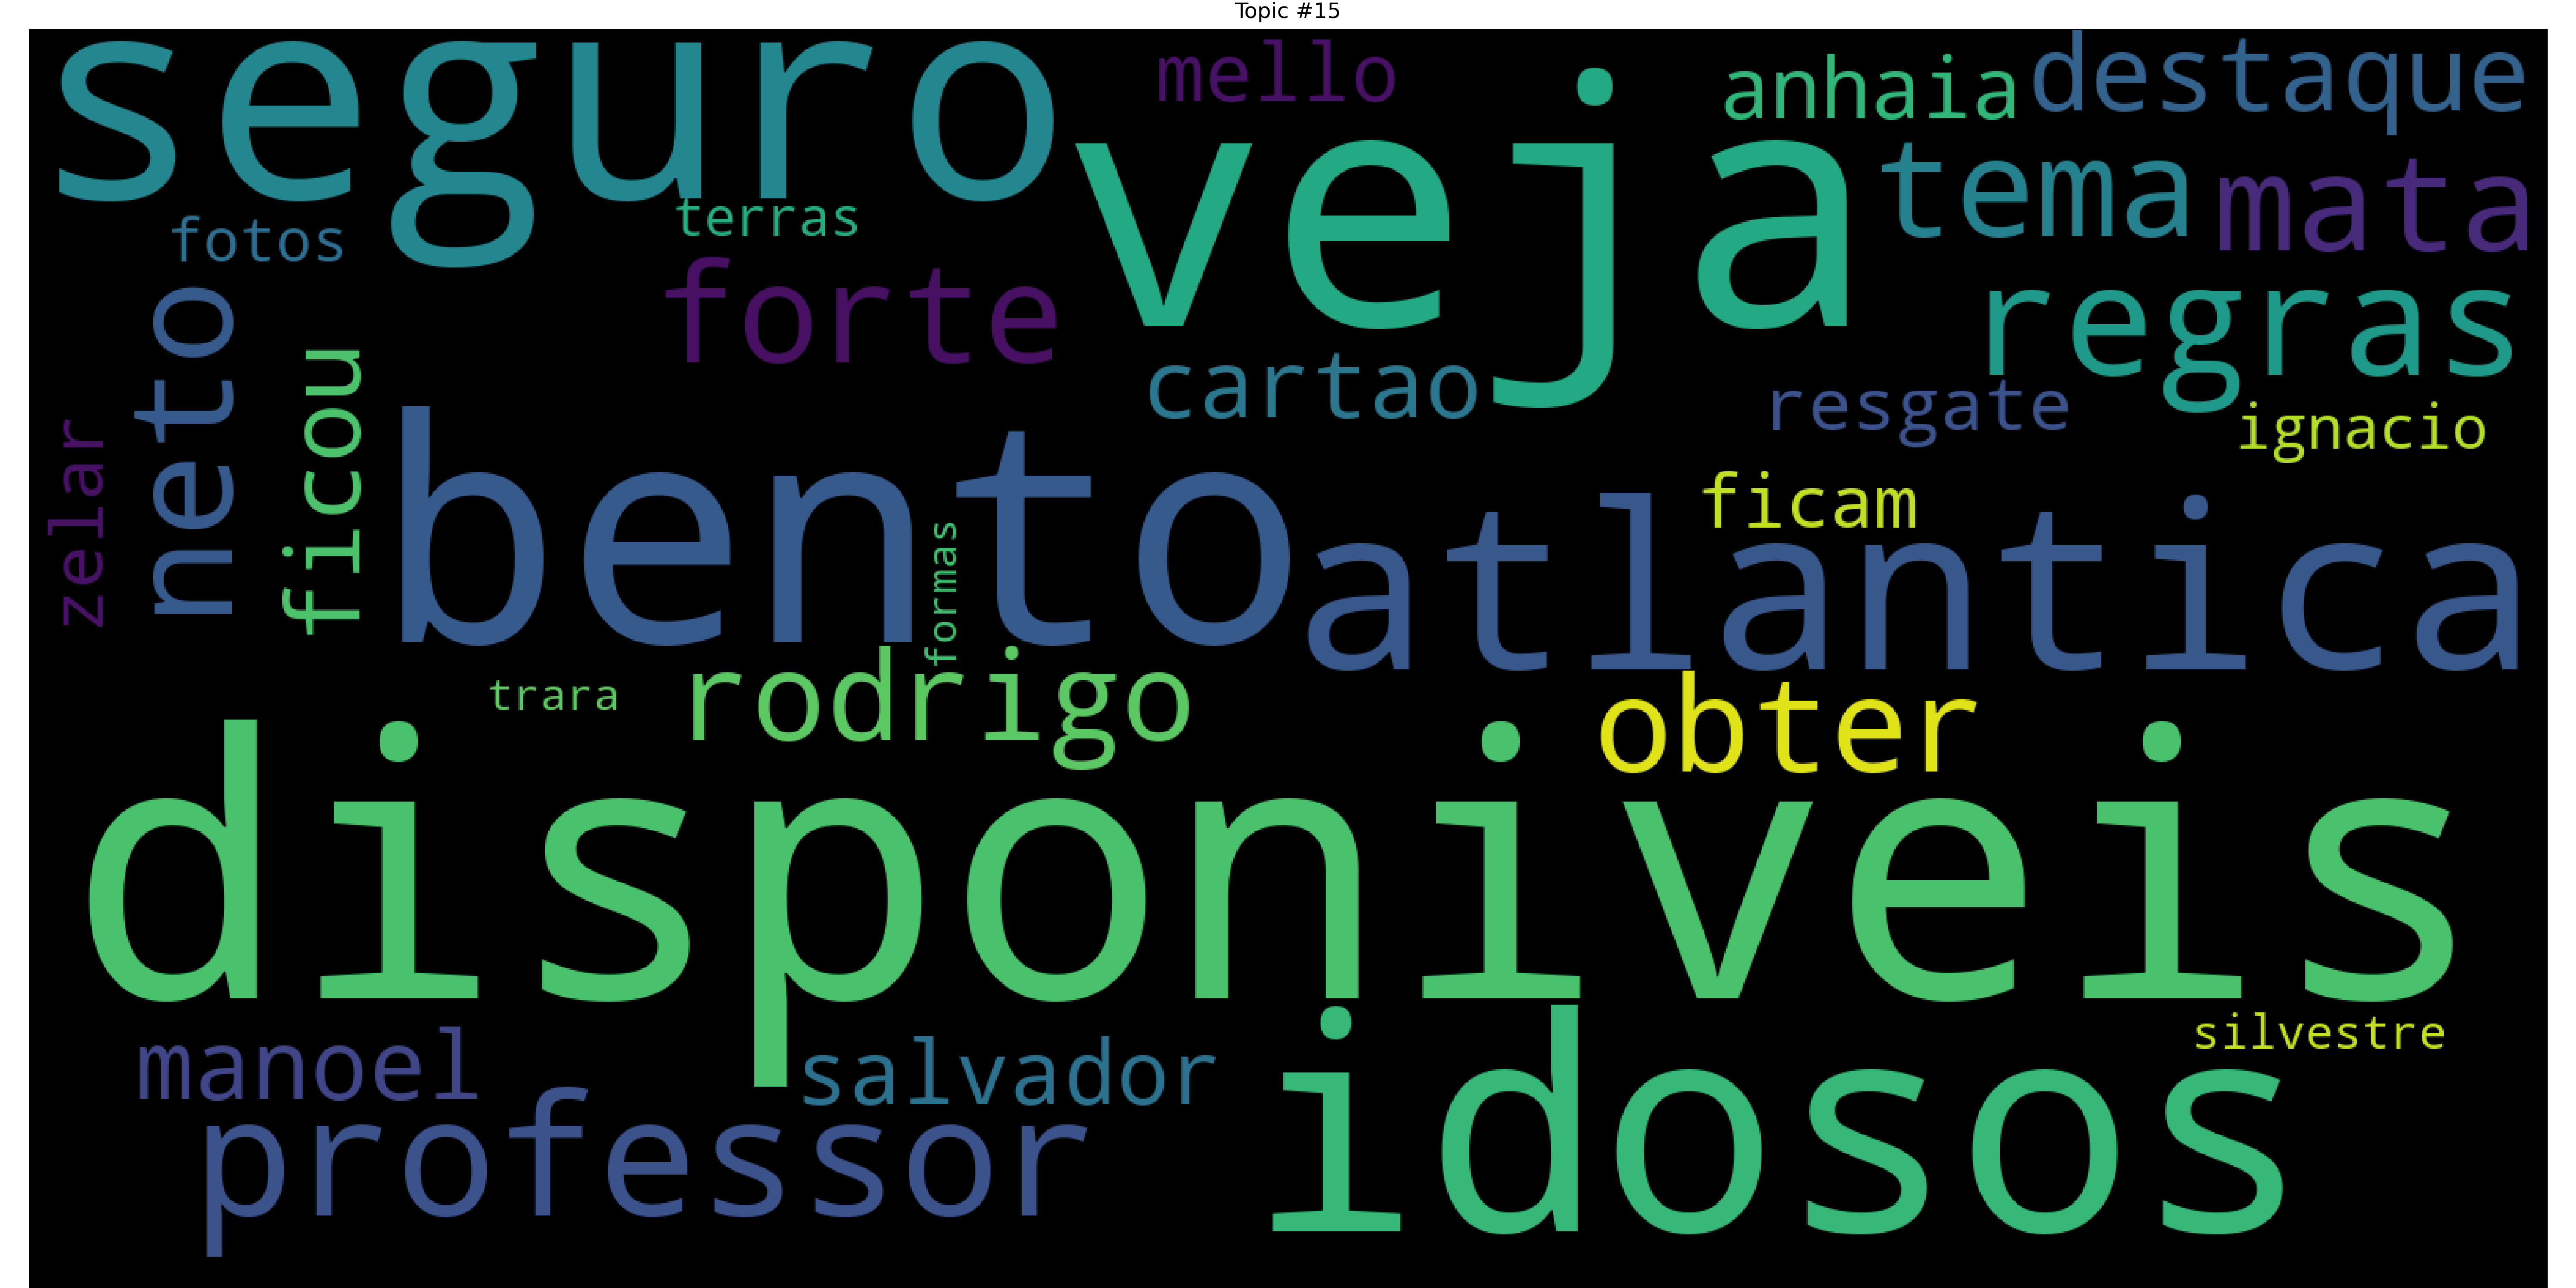 Topic #15
seguro
mello
anhaia
destaque
veja
tema
mata
fotos
terras
forte
regras
neto
ficou
cartao
resgate
ignacio
zelar
bento
formas
ficam
atlantica
trara
rodrigo
obter
disponiveis
manoel
salvador
silvestre
professor
idosos